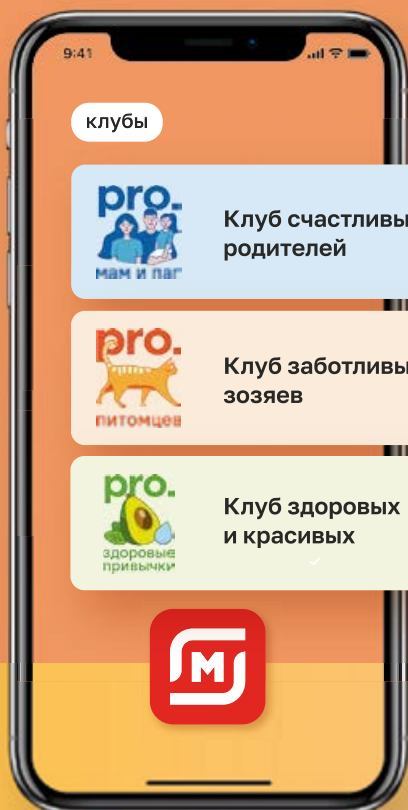 9:41
клубы
pro.
мам и пап
Клуб счастливы
родителей
pro.
питомцев
Клуб заботливы
зозяев
pro.
здоровые
привычки
Клуб здоровых
и красивых
М